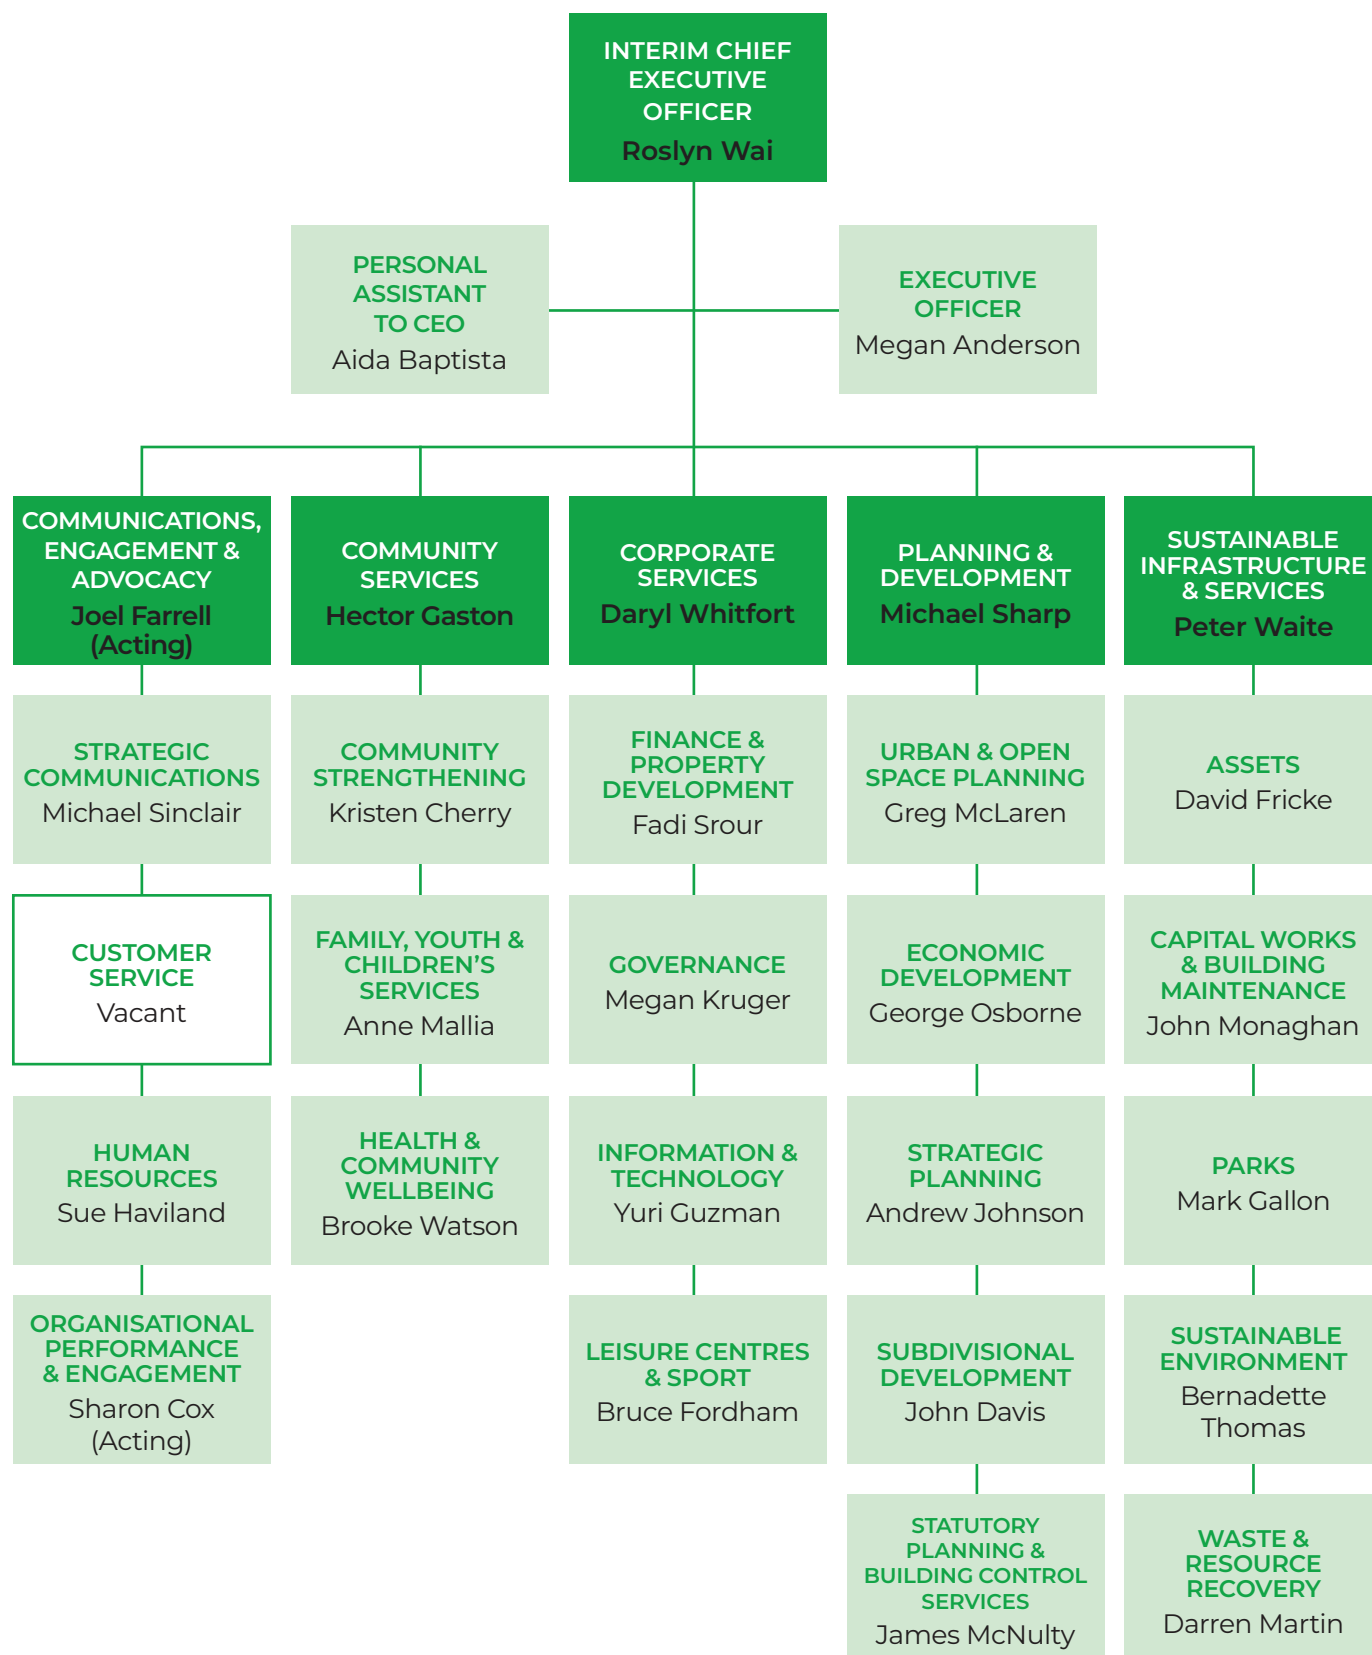 INTERIM CHIEF
EXECUTIVE
OFFICER
Roslyn Wai
PERSONAL
ASSISTANT
TO CEO
Aida Baptista
EXECUTIVE
OFFICER
Megan Anderson
COMMUNICATIONS,
ENGAGEMENT &
ADVOCACY
Joel Farrell
(Acting)
STRATEGIC
COMMUNICATIONS
Michael Sinclair
CUSTOMER
SERVICE
Vacant
HUMAN
RESOURCES
Sue Haviland
ORGANISATIONAL
PERFORMANCE
& ENGAGEMENT
Sharon Cox
(Acting)
COMMUNITY
SERVICES
Hector Gaston
COMMUNITY
STRENGTHENING
Kristen Cherry
FAMILY, YOUTH &
CHILDREN’S
SERVICES
Anne Mallia
HEALTH &
COMMUNITY
WELLBEING
Brooke Watson
CORPORATE
SERVICES
Daryl Whitfort
FINANCE &
PROPERTY
DEVELOPMENT
Fadi Srour
GOVERNANCE
Megan Kruger
INFORMATION &
TECHNOLOGY
Yuri Guzman
LEISURE CENTRES
& SPORT
Bruce Fordham
PLANNING &
DEVELOPMENT
Michael Sharp
URBAN & OPEN
SPACE PLANNING
Greg McLaren
ECONOMIC
DEVELOPMENT
George Osborne
STRATEGIC
PLANNING
Andrew Johnson
SUBDIVISIONAL
DEVELOPMENT
John Davis
STATUTORY
PLANNING &
BUILDING CONTROL
SERVICES
James McNulty
SUSTAINABLE
INFRASTRUCTURE
& SERVICES
Peter Waite
ASSETS
David Fricke
CAPITAL WORKS
& BUILDING
MAINTENANCE
John Monaghan
PARKS
Mark Gallon
SUSTAINABLE
ENVIRONMENT
Bernadette
Thomas
WASTE &
RESOURCE
RECOVERY
Darren Martin